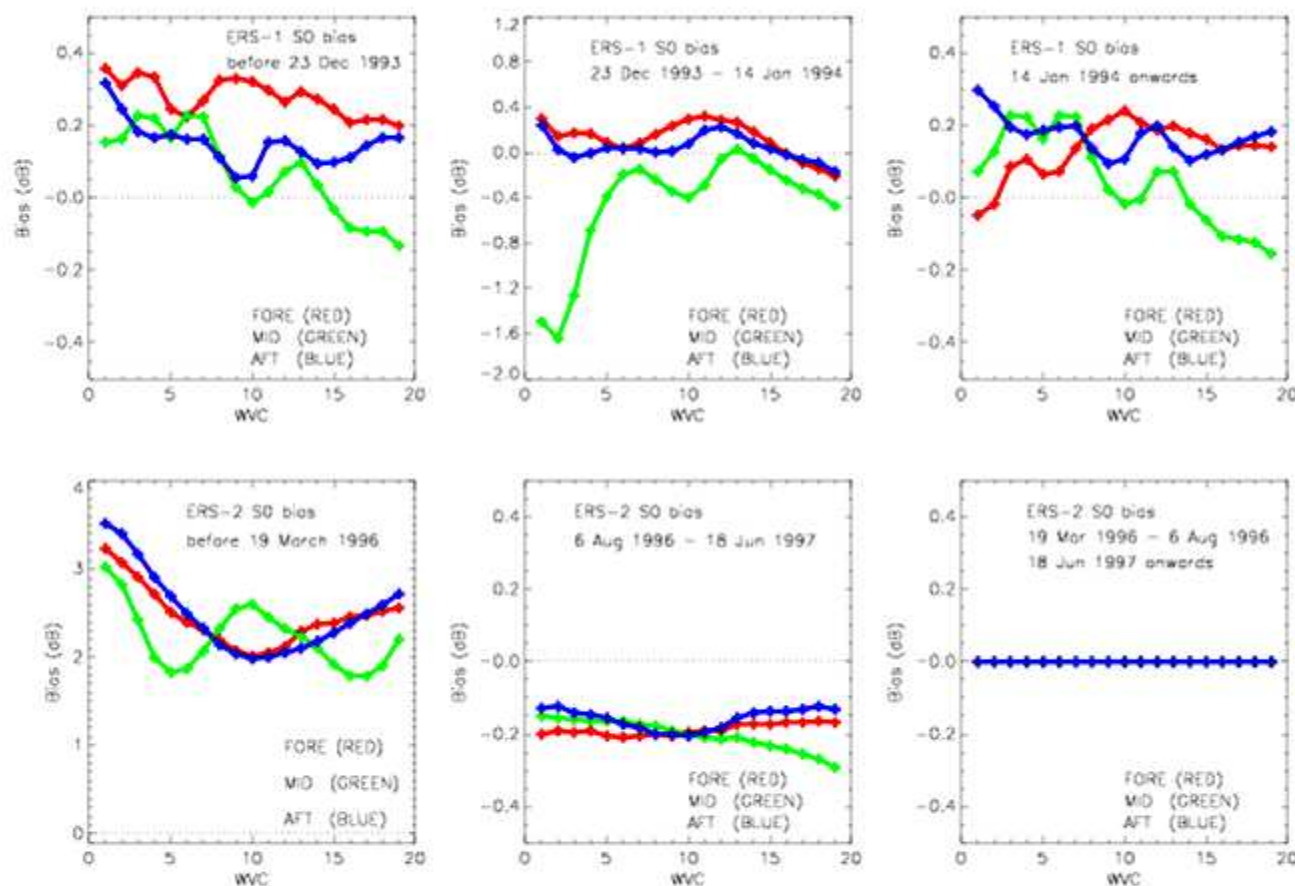 ERS-1 S0 bias
before 23 Dec 1993
0.4
0.2
-0.0
-0.2
-0.4
Bias (dB)
FORE (RED)
MID (GREEN)
AFT (BLUE)
0 5 10 15 20
WVC
ERS-1 S0 bias
23 Dec 1993 - 14 Jan 1994
1.2
0.8
0.4
0.0
-0.4
-0.8
-1.2
-1.6
-2.0
Bias (dB)
FORE (RED)
MID (GREEN)
AFT (BLUE)
0 5 10 15 20
WVC
ERS-1 S0 bias
14 Jan 1994 onwards
0.4
0.2
-0.0
-0.2
-0.4
Bias (dB)
FORE (RED)
MID (GREEN)
AFT (BLUE)
0 5 10 15 20
WVC
ERS-2 S0 bias
before 19 March 1996
4
3
2
1
0
Bias (dB)
FORE (RED)
MID (GREEN)
AFT (BLUE)
0 5 10 15 20
WVC
ERS-2 S0 bias
6 Aug 1996 - 18 Jun 1997
0.4
0.2
-0.0
-0.2
-0.4
Bias (dB)
FORE (RED)
MID (GREEN)
AFT (BLUE)
0 5 10 15 20
WVC
ERS-2 S0 bias
19 Mar 1996 - 6 Aug 1996
18 Jun 1997 onwards
0.4
0.2
-0.0
-0.2
-0.4
Bias (dB)
FORE (RED)
MID (GREEN)
AFT (BLUE)
0 5 10 15 20
WVC